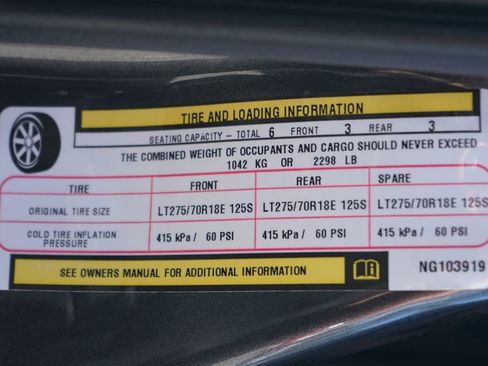 TIRE AND LOADING INFORMATION
SEATING CAPACITY - TOTAL 6 FRONT 3 REAR 3
THE COMBINED WEIGHT OF OCCUPANTS AND CARGO SHOULD NEVER EXCEED
1042 KG OR 2298 LB
TIRE FRONT REAR SPARE
ORIGINAL TIRE SIZE LT275/70R18E 125S LT275/70R18E 125S LT275/70R18E 125S
COLD TIRE INFLATION PRESSURE 415 kPa / 60 PSI 415 kPa / 60 PSI 415 kPa / 60 PSI
SEE OWNERS MANUAL FOR ADDITIONAL INFORMATION NG103919